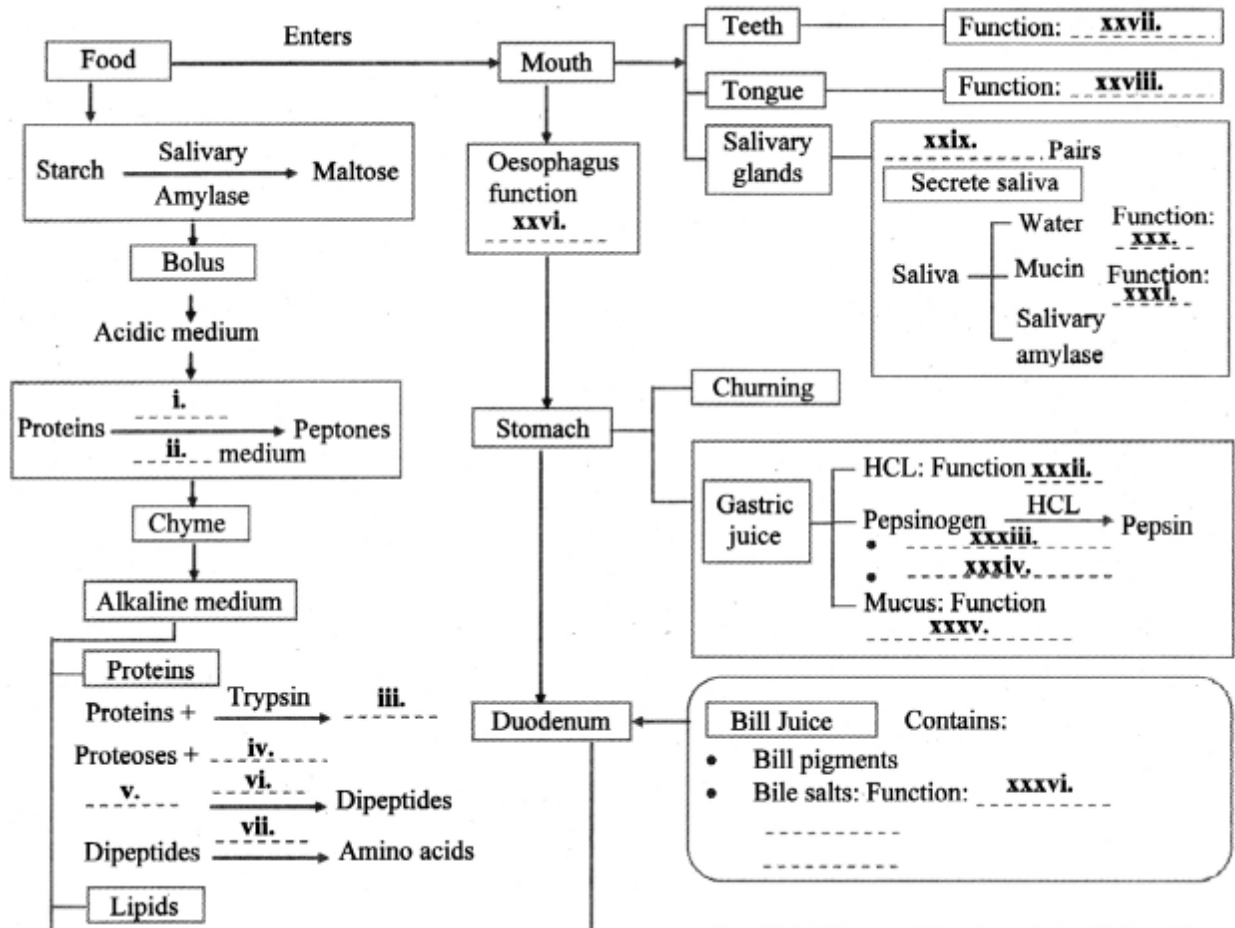 Food
Enters
Mouth
Teeth
Function: xxvii.
Tongue
Function: xxviii.
Salivary
glands
xxix. Pairs
Secrete saliva
Saliva
Water
Function:
xxx.
Mucin
Function:
xxxi.
Salivary
amylase
Starch
Salivary
Amylase
Maltose
Oesophagus
function
xxvi.
Bolus
Acidic medium
Proteins
i.
ii. medium
Peptones
Chyme
Alkaline medium
Stomach
Churning
Gastric
juice
HCL: Function xxxii.
Pepsinogen
HCL
Pepsin
• xxxiii.
• xxxiv.
Mucus: Function
xxxv.
Proteins
Proteins +
Trypsin
iii.
Proteoses + iv.
v.
vi.
Dipeptides
Dipeptides
vii.
Amino acids
Lipids
Duodenum
Bill Juice
Contains:
• Bill pigments
• Bile salts: Function: xxxvi.